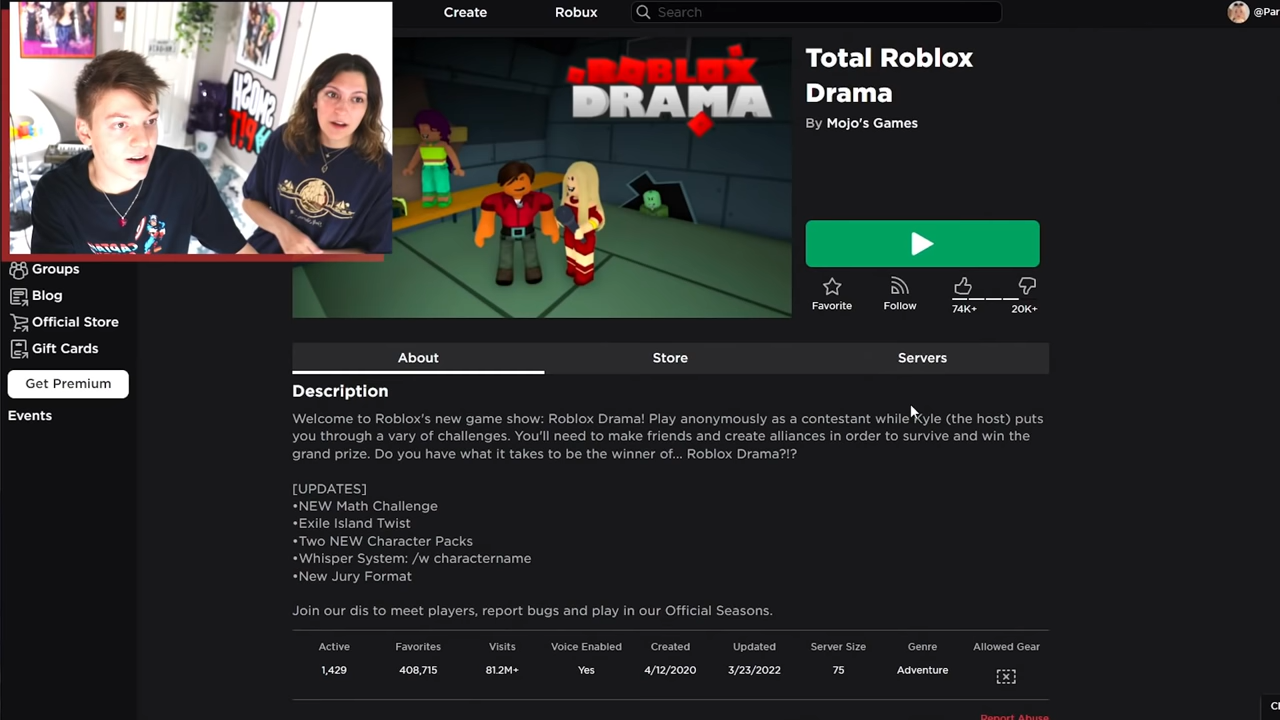 Create
Robux
Search
@Par
SMOSH
PIT
CAPTAIN
ROBLOX
DRAMA
Total Roblox
Drama
By Mojo's Games
Favorite
Follow
74K+
20K+
Groups
Blog
Official Store
Gift Cards
Get Premium
Events
About
Store
Servers
Description
Welcome to Roblox's new game show: Roblox Drama! Play anonymously as a contestant while Kyle (the host) puts
you through a vary of challenges. You'll need to make friends and create alliances in order to survive and win the
grand prize. Do you have what it takes to be the winner of... Roblox Drama?!?
[UPDATES]
•NEW Math Challenge
•Exile Island Twist
•Two NEW Character Packs
•Whisper System: /w charactername
•New Jury Format
Join our dis to meet players, report bugs and play in our Official Seasons.
Active Favorites Visits Voice Enabled Created Updated Server Size Genre Allowed Gear
1,429 408,715 81.2M+ Yes 4/12/2020 3/23/2022 75 Adventure
Report Abuse